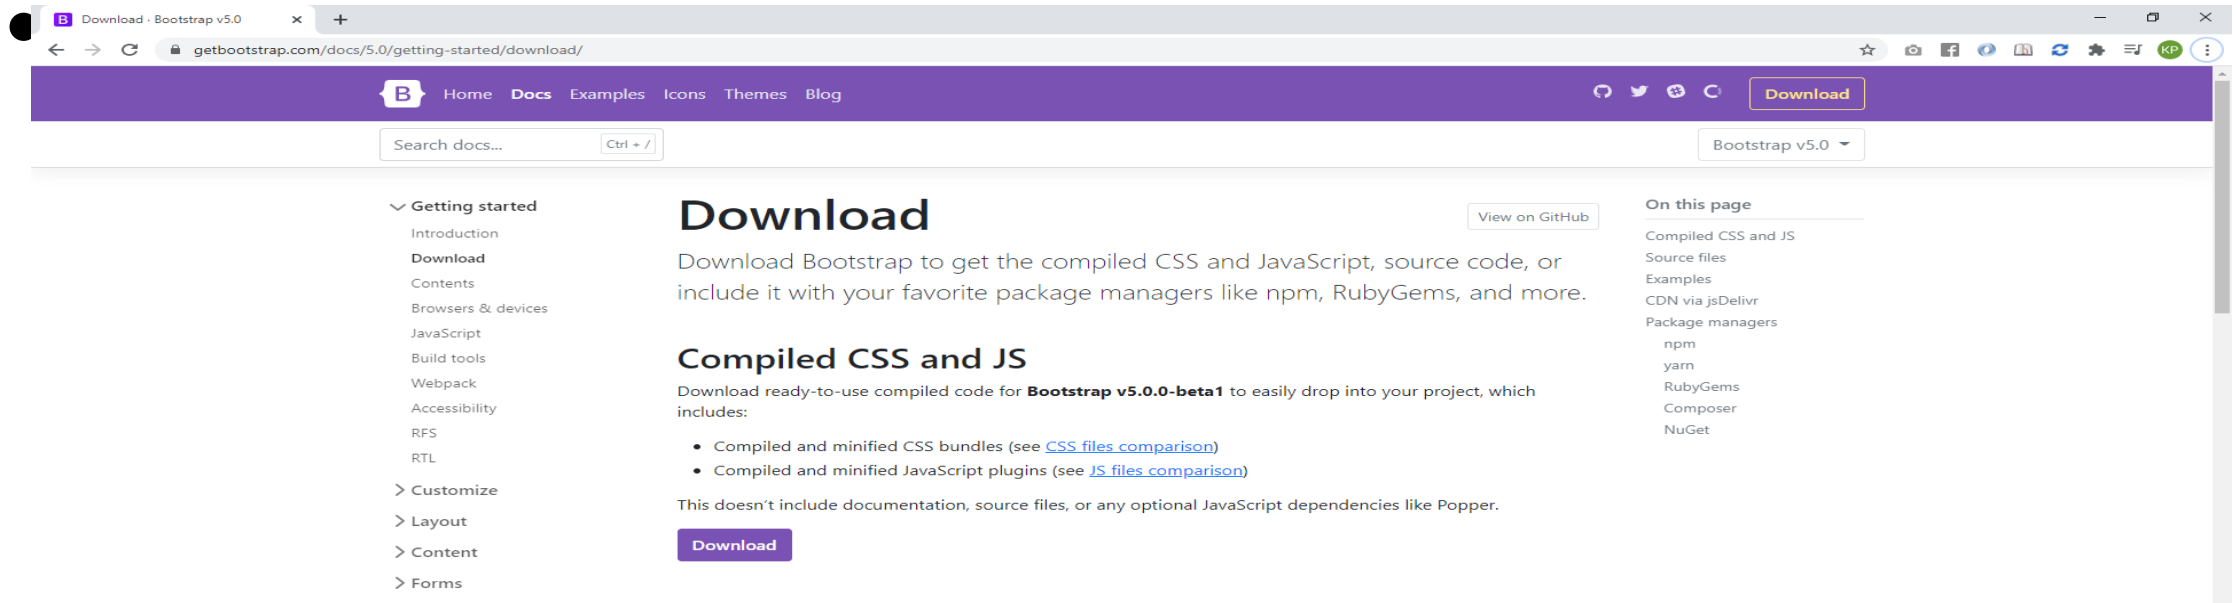 B Download · Bootstrap v5.0
getbootstrap.com/docs/5.0/getting-started/download/
KP
B Home Docs Examples Icons Themes Blog
Download
Search docs... Ctrl + /
Bootstrap v5.0
Getting started
Introduction
Download
Contents
Browsers & devices
JavaScript
Build tools
Webpack
Accessibility
RFS
RTL
Customize
Layout
Content
Forms
Download
View on GitHub
Download Bootstrap to get the compiled CSS and JavaScript, source code, or
include it with your favorite package managers like npm, RubyGems, and more.
Compiled CSS and JS
Download ready-to-use compiled code for Bootstrap v5.0.0-beta1 to easily drop into your project, which
includes:
• Compiled and minified CSS bundles (see CSS files comparison)
• Compiled and minified JavaScript plugins (see JS files comparison)
This doesn't include documentation, source files, or any optional JavaScript dependencies like Popper.
Download
On this page
Compiled CSS and JS
Source files
Examples
CDN via jsDelivr
Package managers
npm
yarn
RubyGems
Composer
NuGet